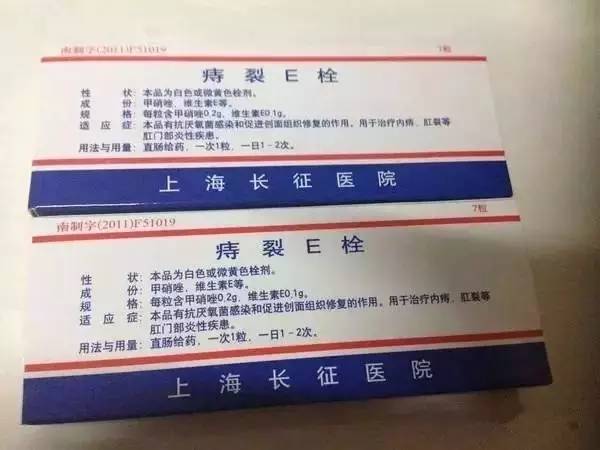 南制字(2011)F51019 7粒
痔裂E栓
性状：本品为白色或微黄色栓剂。
成份：甲硝唑、维生素E等。
规格：每粒含甲硝唑0.2g、维生素E0.1g。
适应症：本品有抗厌氧菌感染和促进创面组织修复的作用。用于治疗内痔、肛裂等
肛门部炎性疾患。
用法与用量：直肠给药，一次1粒，一日1-2次。
上海长征医院
南制字(2011)F51019 7粒
痔裂E栓
性状：本品为白色或微黄色栓剂。
成份：甲硝唑、维生素E等。
规格：每粒含甲硝唑0.2g、维生素E0.1g。
适应症：本品有抗厌氧菌感染和促进创面组织修复的作用。用于治疗内痔、肛裂等
肛门部炎性疾患。
用法与用量：直肠给药，一次1粒，一日1-2次。
上海长征医院